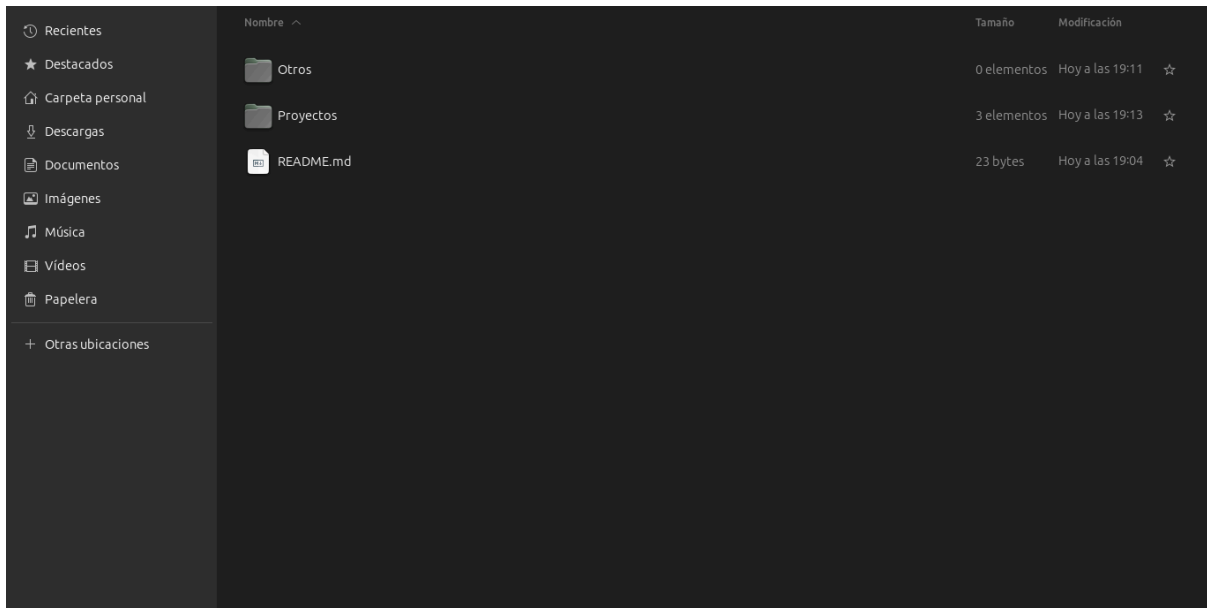 Recientes
Destacados
Carpeta personal
Descargas
Documentos
Imágenes
Música
Vídeos
Papelera
Otras ubicaciones
Nombre Tamaño Modificación
Otros 0 elementos Hoy a las 19:11
Proyectos 3 elementos Hoy a las 19:13
README.md 23 bytes Hoy a las 19:04